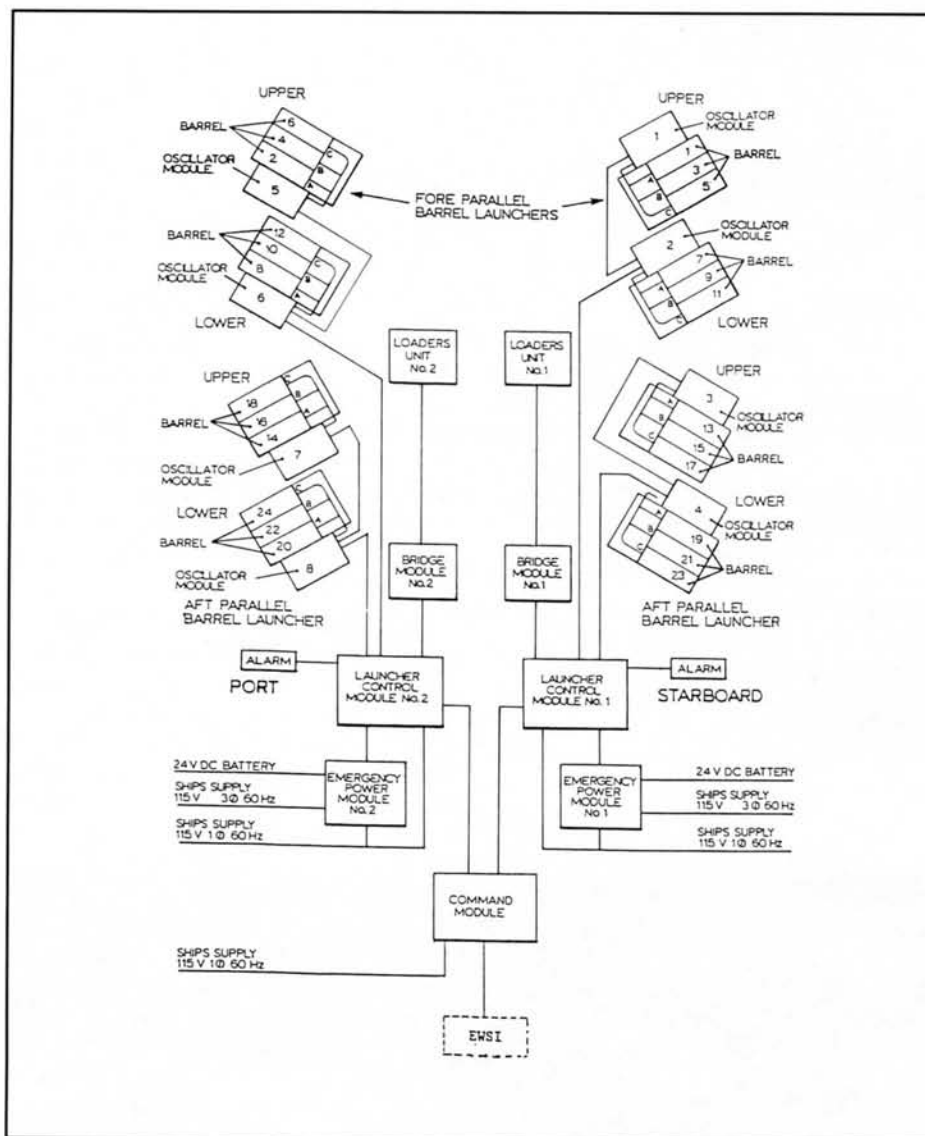 UPPER
BARREL
6
4
2
C
B
A
OSCILLATOR
MODULE
5
BARREL
12
10
8
C
B
A
OSCILLATOR
MODULE
6
LOWER
FORE PARALLEL
BARREL LAUNCHERS
UPPER
OSCILLATOR
MODULE
1
1
3
5
A
B
C
BARREL
OSCILLATOR
MODULE
2
7
9
11
A
B
C
BARREL
LOWER
LOADERS
UNIT
No.2
LOADERS
UNIT
No.1
UPPER
18
16
14
C
B
A
BARREL
7
OSCILLATOR
MODULE
LOWER
24
22
20
C
B
A
BARREL
8
OSCILLATOR
MODULE
AFT PARALLEL
BARREL LAUNCHER
UPPER
3
A
B
C
OSCILLATOR
MODULE
13
15
17
BARREL
LOWER
4
A
B
C
OSCILLATOR
MODULE
19
21
23
BARREL
AFT PARALLEL
BARREL LAUNCHER
BRIDGE
MODULE
No.2
BRIDGE
MODULE
No.1
ALARM
PORT
LAUNCHER
CONTROL
MODULE No.2
LAUNCHER
CONTROL
MODULE No.1
ALARM
STARBOARD
24 V DC BATTERY
SHIPS SUPPLY
115 V 3Ø 60 Hz
SHIPS SUPPLY
115 V 1Ø 60 Hz
EMERGENCY
POWER
MODULE
No.2
EMERGENCY
POWER
MODULE
No.1
24 V DC BATTERY
SHIPS SUPPLY
115 V 3Ø 60 Hz
SHIPS SUPPLY
115 V 1Ø 60 Hz
COMMAND
MODULE
SHIPS SUPPLY
115 V 1Ø 60 Hz
EWSI